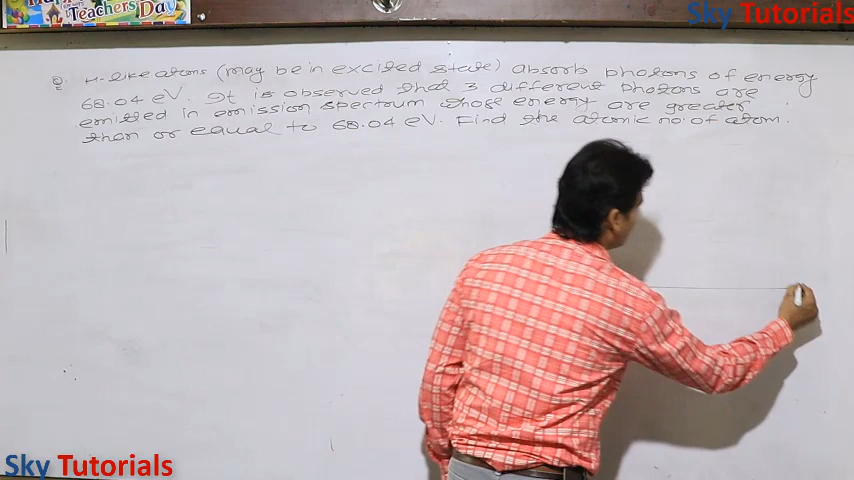 Teachers Day
Sky Tutorials
Q. H-like atoms (may be in excited state) absorb photons of energy
68.04 eV. It is observed that 3 different photons are
emitted in emission spectrum whose energy are greater
than or equal to 68.04 eV. Find the atomic no. of atom.
Sky Tutorials